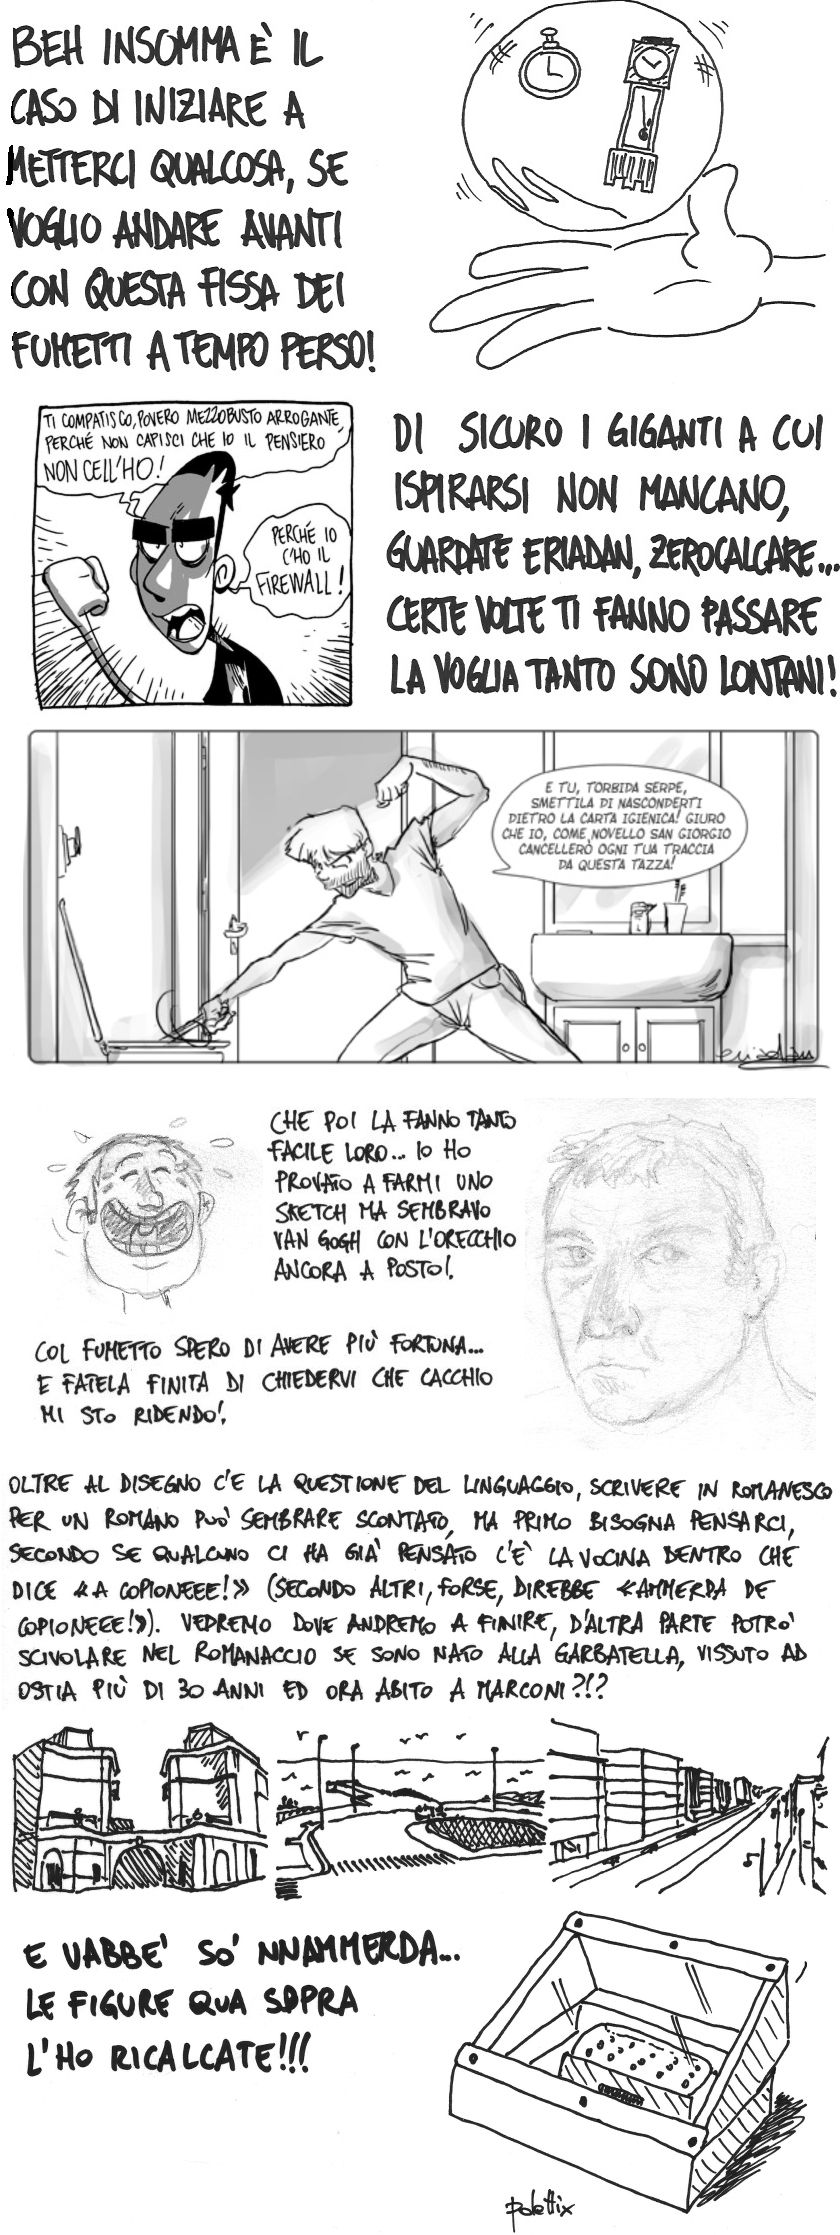 BEH INSOMMA È IL
CASO DI INIZIARE A
METTERCI QUALCOSA, SE
VOGLIO ANDARE AVANTI
CON QUESTA FISSA DEI
FUMETTI A TEMPO PERSO!
TI COMPATISCO, POVERO MEZZOBUSTO ARROGANTE,
PERCHÉ NON CAPISCI CHE IO IL PENSIERO
NON CELL'HO!
PERCHÉ IO
C'HO IL
FIREWALL!
DI SICURO I GIGANTI A CUI
ISPIRARSI NON MANCANO,
GUARDATE ERIADAN, ZEROCALCARE...
CERTE VOLTE TI FANNO PASSARE
LA VOGLIA TANTO SONO LONTANI!
E TU, TORBIDA SERPE,
SMETTILA DI NASCONDERTI
DIETRO LA CARTA IGIENICA! GIURO
CHE IO, COME NOVELLO SAN GIORGIO
CANCELLERÒ OGNI TUA TRACCIA
DA QUESTA TAZZA!
eriadan
CHE POI LA FANNO TANTO
FACILE LORO... IO HO
PROVATO A FARMI UNO
SKETCH MA SEMBRAVO
VAN GOGH CON L'ORECCHIO
ANCORA A POSTO!
COL FUMETTO SPERO DI AVERE PIÙ FORTUNA...
E FATELA FINITA DI CHIEDERVI CHE CACCHIO
MI STO RIDENDO!
OLTRE AL DISEGNO C'E LA QUESTIONE DEL LINGUAGGIO, SCRIVERE IN ROMANESCO
PER UN ROMANO PUO' SEMBRARE SCONTATO, MA PRIMO BISOGNA PENSARCI,
SECONDO SE QUALCUNO CI HA GIA' PENSATO C'E' LA VOCINA DENTRO CHE
DICE «A COPIONEEE!» (SECONDO ALTRI, FORSE, DIREBBE «AMMERDA DE
COPIONEEE!»). VEDREMO DOVE ANDREMO A FINIRE, D'ALTRA PARTE POTRO'
SCIVOLARE NEL ROMANACCIO SE SONO NATO ALLA GARBATELLA, VISSUTO AD
OSTIA PIÙ DI 30 ANNI ED ORA ABITO A MARCONI?!?
E VABBE' SO' NNAMMERDA...
LE FIGURE QUA SOPRA
L'HO RICALCATE!!!
polettix